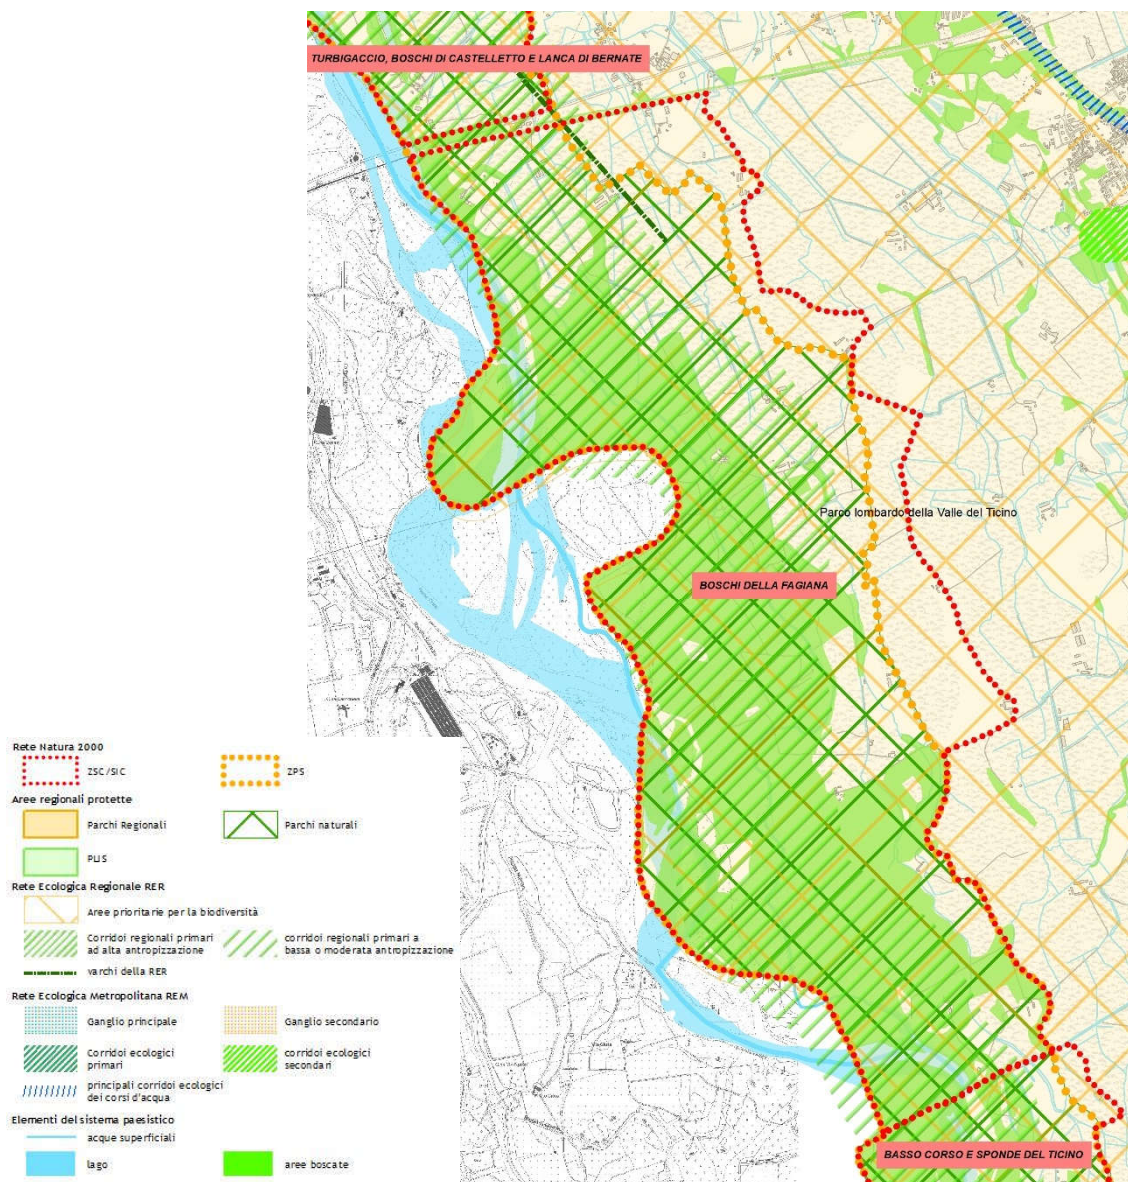 TURBIGACCIO, BOSCHI DI CASTELLETTO E LANCA DI BERNATE
Parco lombardo della Valle del Ticino
BOSCHI DELLA FAGIANA
BASSO CORSO E SPONDE DEL TICINO
Rete Natura 2000
ZSC/SIC
ZPS
Aree regionali protette
Parchi Regionali
Parchi naturali
PLIS
Rete Ecologica Regionale RER
Aree prioritarie per la biodiversità
Corridoi regionali primari
ad alta antropizzazione
corridoi regionali primari a
bassa o moderata antropizzazione
varchi della RER
Rete Ecologica Metropolitana REM
Ganglio principale
Ganglio secondario
Corridoi ecologici
primari
corridoi ecologici
secondari
principali corridoi ecologici
dei corsi d'acqua
Elementi del sistema paesistico
acque superficiali
lago
aree boscate